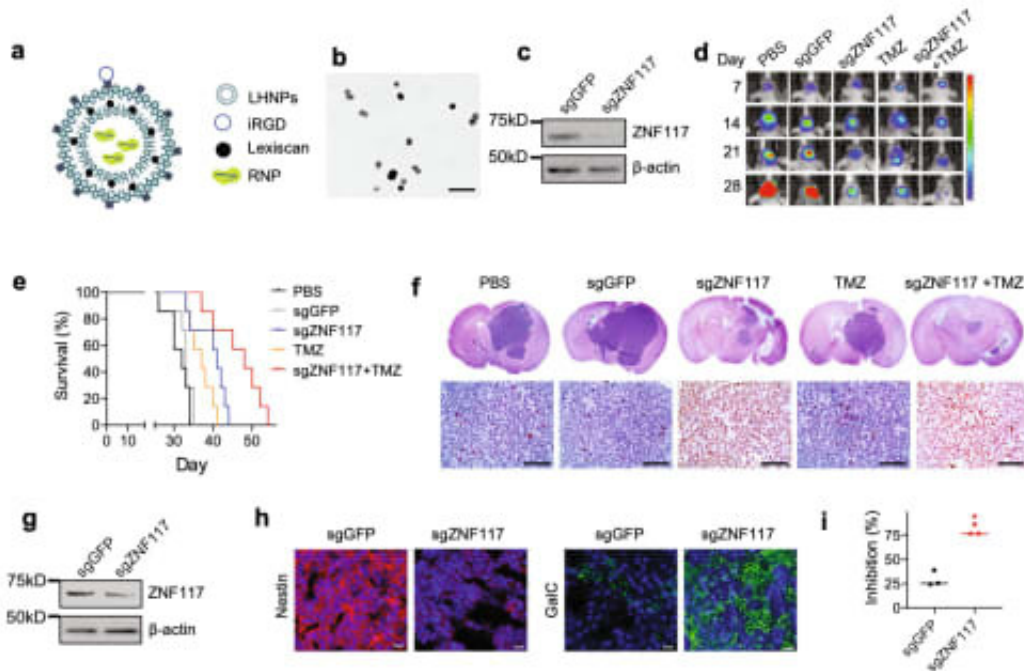 a
LHNPs
iRGD
Lexiscan
RNP
b
c
sgGFP
sgZNF117
75kD
50kD
ZNF117
β-actin
d
Day
PBS
sgGFP
sgZNF117
TMZ
sgZNF117
+TMZ
7
14
21
28
e
Survival (%)
100
80
60
40
20
0
0 10 30 40 50
Day
PBS
sgGFP
sgZNF117
TMZ
sgZNF117+TMZ
f
PBS sgGFP sgZNF117 TMZ sgZNF117 +TMZ
g
sgGFP
sgZNF117
75kD
50kD
ZNF117
β-actin
h
sgGFP sgZNF117 sgGFP sgZNF117
Nestin
GalC
i
Inhibition (%)
75
50
25
0
sgGFP
sgZNF117